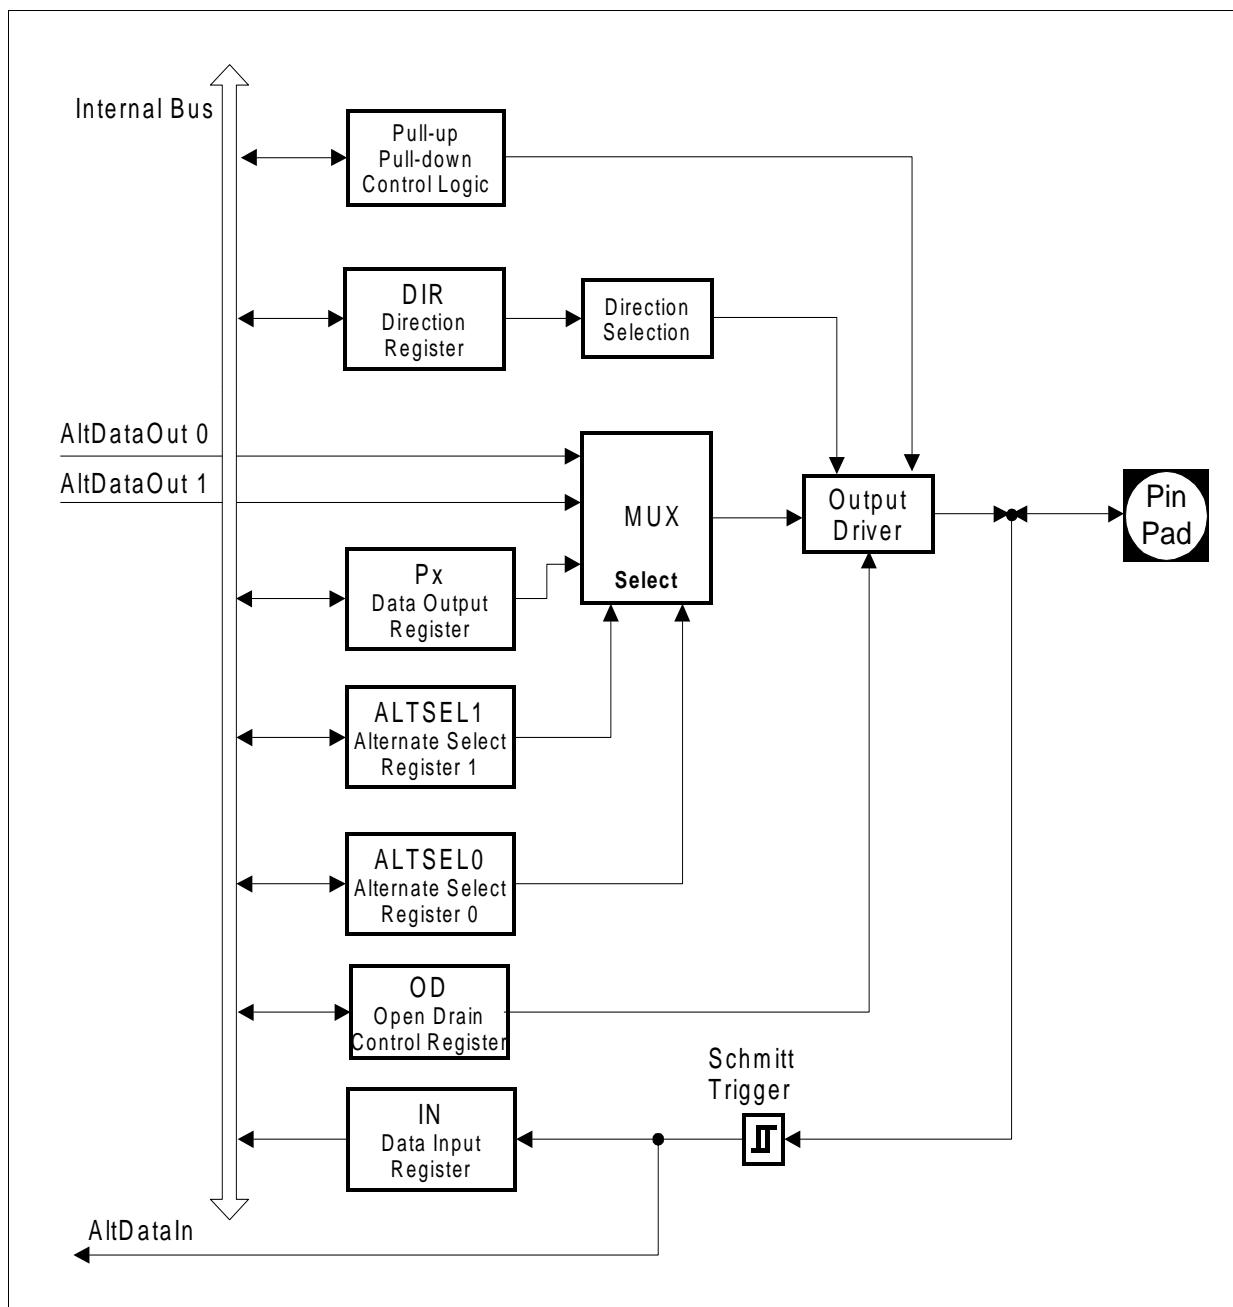 Internal Bus
Pull-up
Pull-down
Control Logic
DIR
Direction
Register
Direction
Selection
AltDataOut 0
AltDataOut 1
MUX
Select
Output
Driver
Pin
Pad
Px
Data Output
Register
ALTSEL1
Alternate Select
Register 1
ALTSEL0
Alternate Select
Register 0
OD
Open Drain
Control Register
Schmitt
Trigger
IN
Data Input
Register
AltDataIn